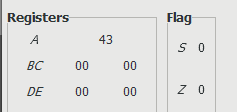 Registers Flag
A 43
S 0
BC 00 00
Z 0
DE 00 00